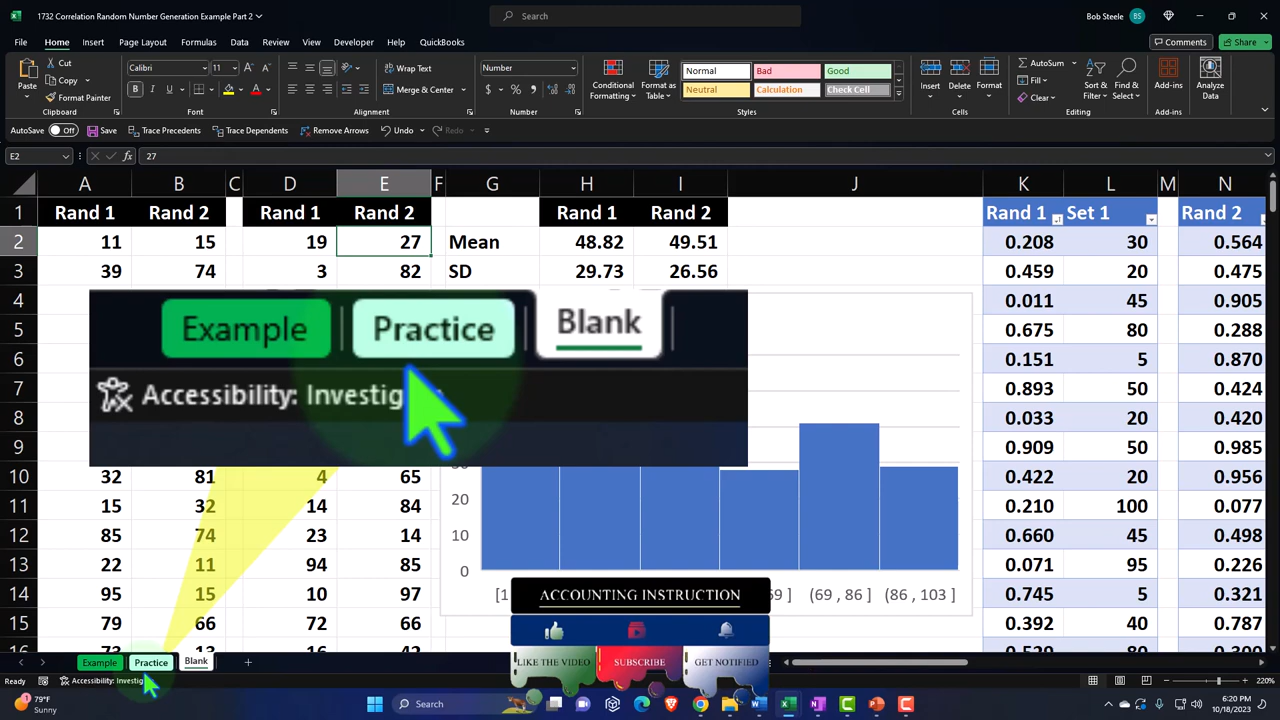 1732 Correlation Random Number Generation Example Part 2
Search
Bob Steele BS
File Home Insert Page Layout Formulas Data Review View Developer Automate Help QuickBooks
Comments Share
Paste Cut Copy Format Painter
Calibri 11
B I U
Wrap Text
Merge & Center
Number
Conditional Formatting Format as Table
Normal Bad Good
Neutral Calculation Check Cell
Insert Delete Format
AutoSum Fill Clear
Sort & Filter Find & Select
Add-ins
Analyze Data
Clipboard Font Alignment Number Styles Cells Editing Add-ins
AutoSave Off Save Trace Precedents Trace Dependents Remove Arrows Undo Redo
E2 fx 27
A B C D E F G H I J K L M N
1 Rand 1 Rand 2 Rand 1 Rand 2 Rand 1 Rand 2 Rand 1 Set 1 Rand 2
2 11 15 19 27 Mean 48.82 49.51 0.208 30 0.564
3 39 74 3 82 SD 29.73 26.56 0.459 20 0.475
4 0.011 45 0.905
5 0.675 80 0.288
6 0.151 5 0.870
7 0.893 50 0.424
8 0.033 20 0.420
9 0.909 50 0.985
10 32 81 4 65 0.422 20 0.956
11 15 32 14 84 20 0.210 100 0.077
12 85 74 23 14 10 0.660 45 0.498
13 22 11 94 85 0 0.071 95 0.226
14 95 15 10 97 (69 , 86 ] (86 , 103 ] 0.745 5 0.321
15 79 66 72 66 0.392 40 0.787
Example Practice Blank
Accessibility: Investig
ACCOUNTING INSTRUCTION
LIKE THE VIDEO SUBSCRIBE GET NOTIFIED
Example Practice Blank
Ready Accessibility: Investig
220%
79°F
Sunny
Search
6:20 PM
10/18/2023